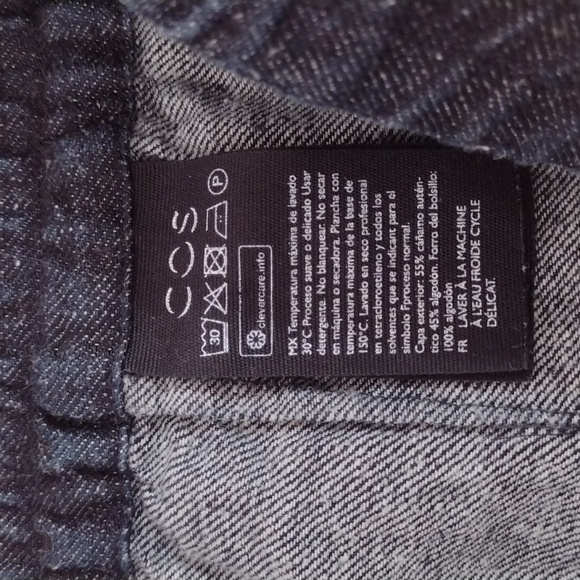 COS
30 P
clevercare.info
MX Temperatura máxima de lavado
30°C. Proceso suave o delicado Usar
detergente. No blanquear. No secar
en máquina o secadora. Plancha con
temperatura máxima de la base de
150°C. Lavado en seco profesional
en tetracloroetileno y todos los
solventes que se indicant para el
símbolo Fproceso normal.
Capa exterior: 55% cáñamo autén-
tico 45% algodón. Forro del bolsillo:
100% algodón
FR LAVER À LA MACHINE
À L'EAU FROIDE CYCLE
DÉLICAT.